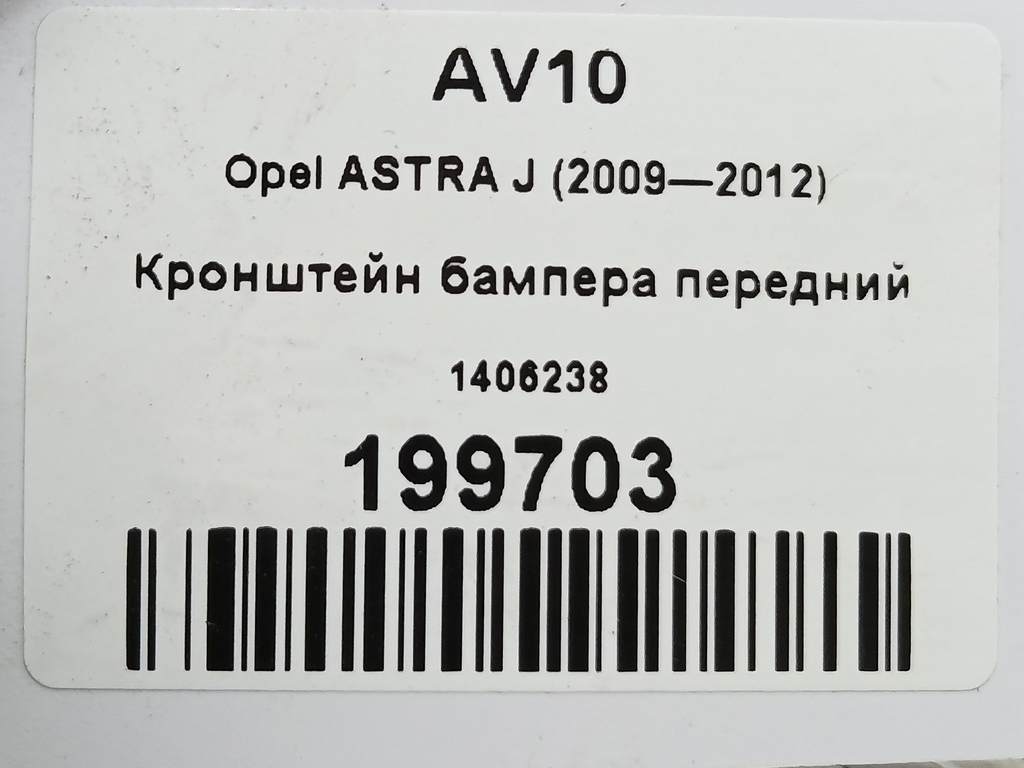 AV10
Opel ASTRA J (2009—2012)
Кронштейн бампера передний
1406238
199703